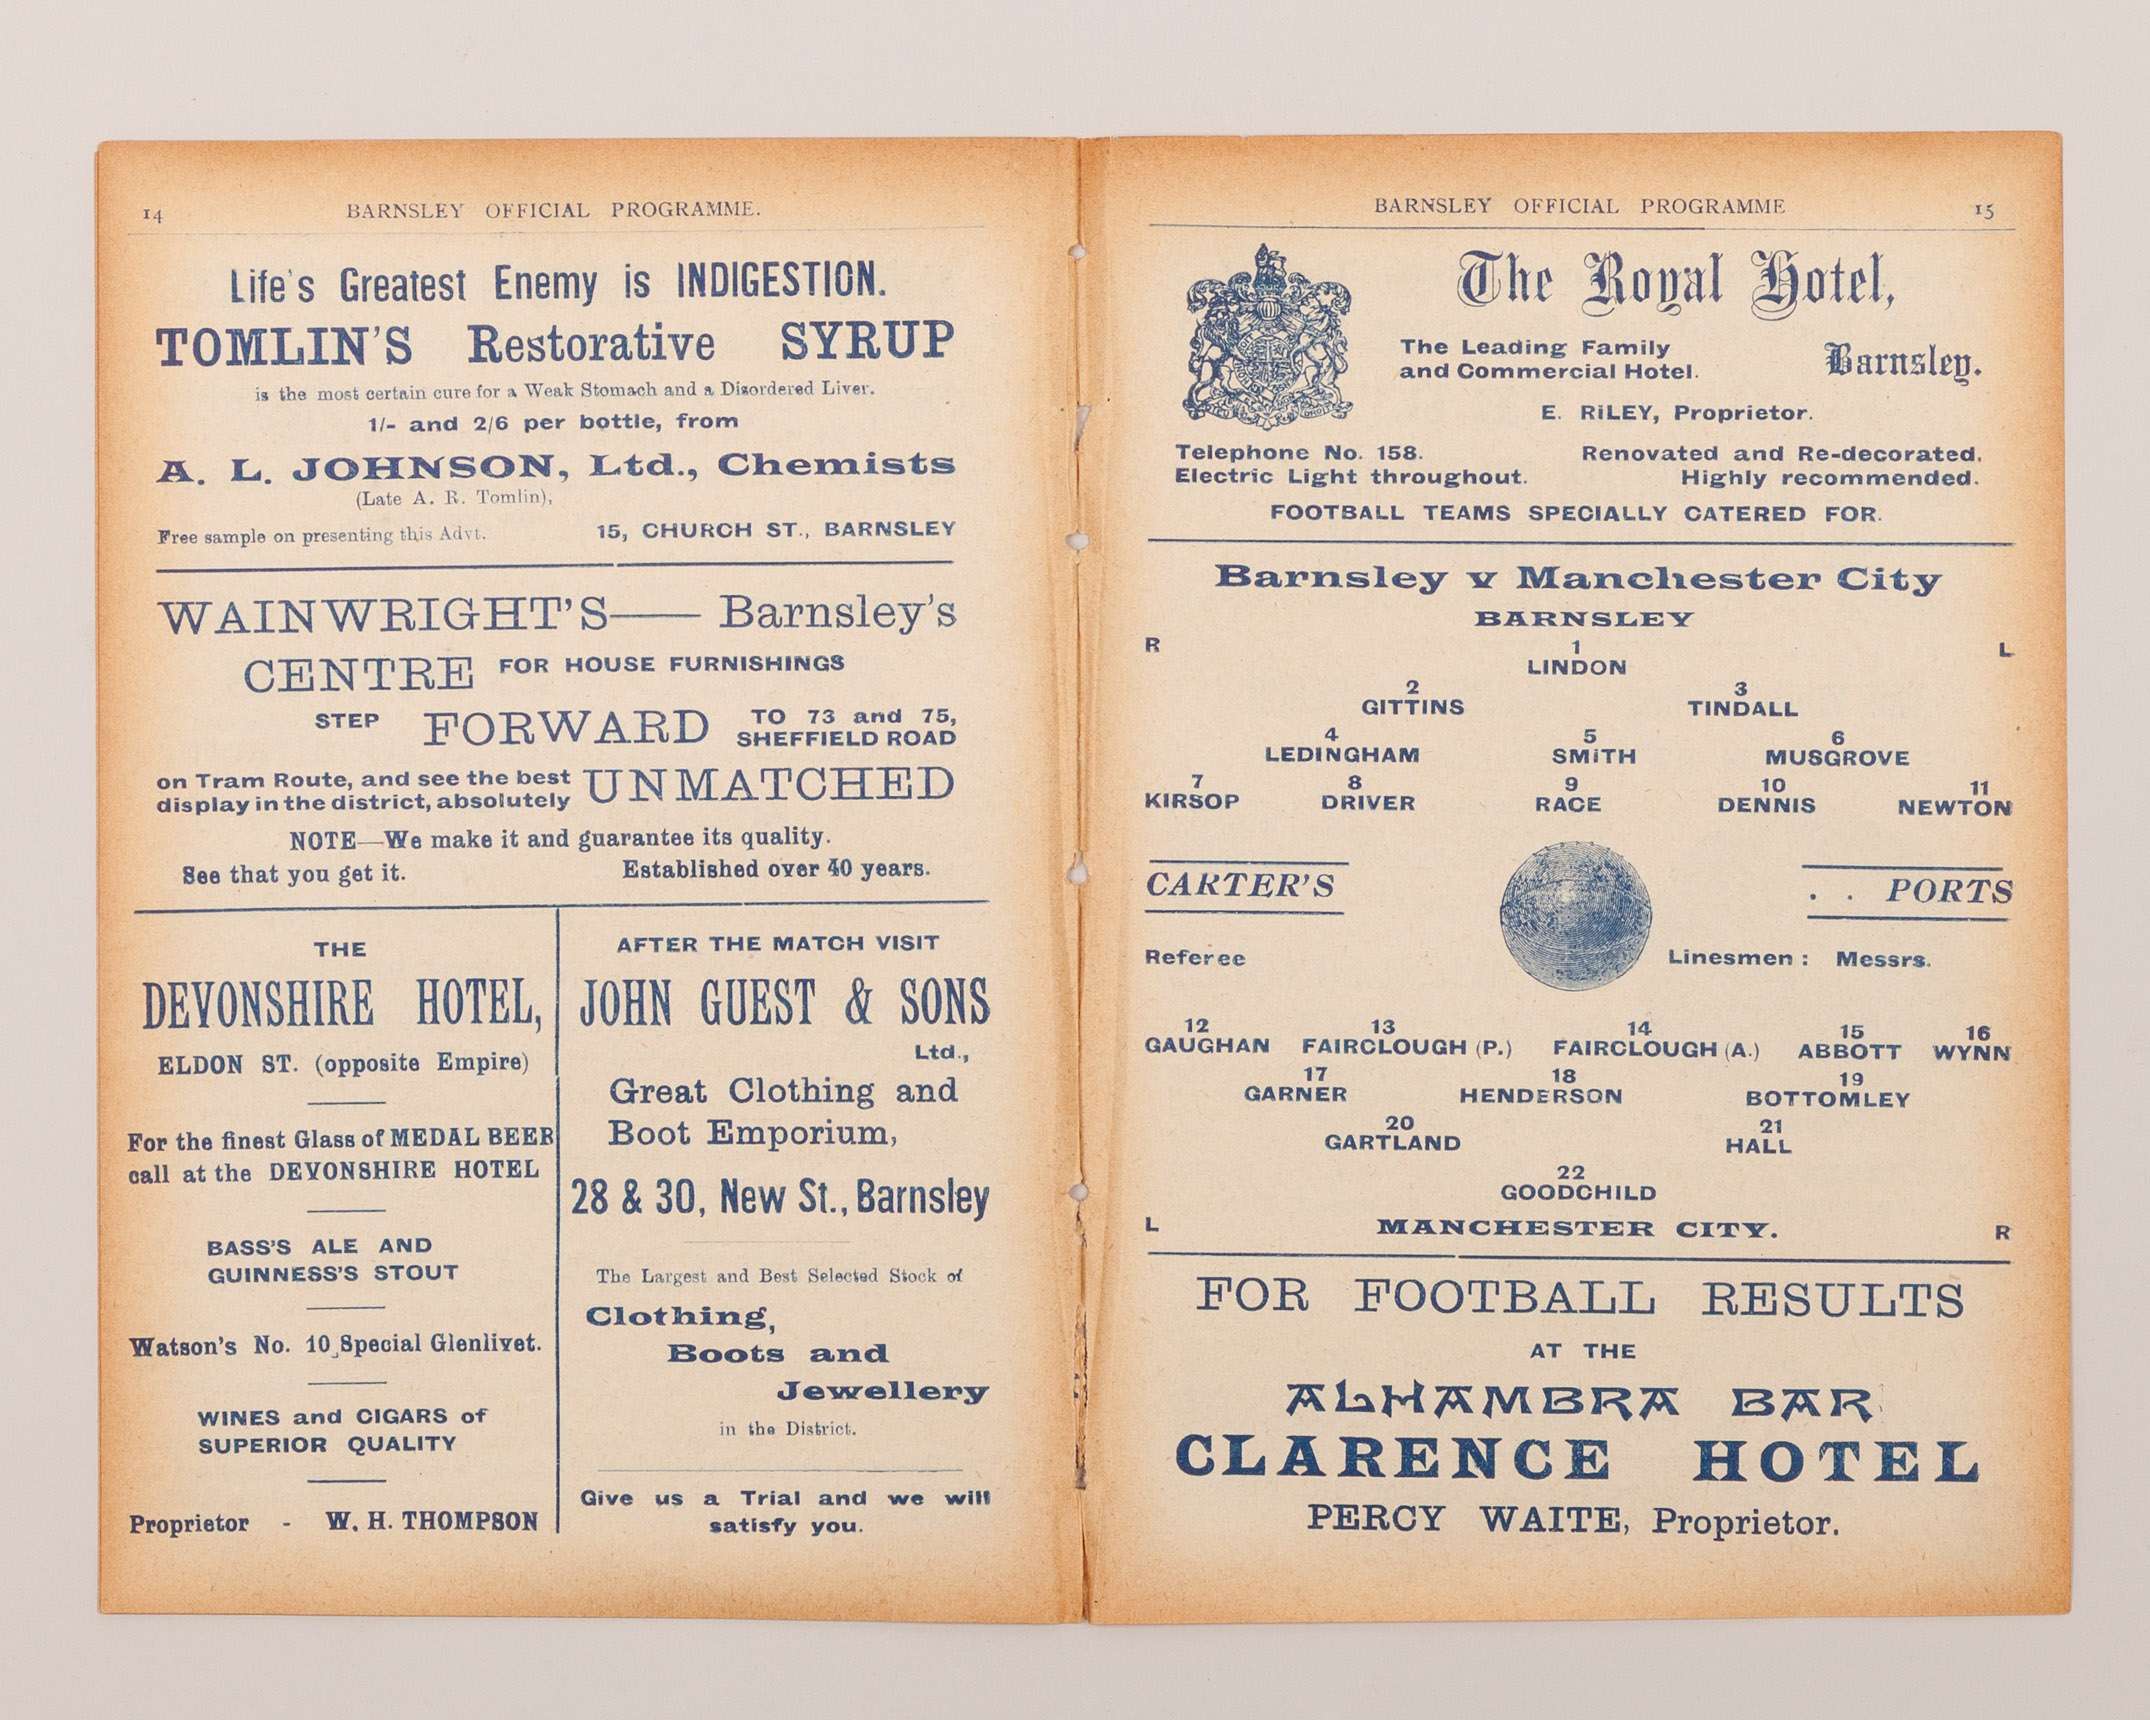 14
BARNSLEY OFFICIAL PROGRAMME.
Life's Greatest Enemy is INDIGESTION.
TOMLIN'S Restorative SYRUP
is the most certain cure for a Weak Stomach and a Disordered Liver.
1/- and 2/6 per bottle, from
A. L. JOHNSON, Ltd., Chemists
(Late A. R. Tomlin),
Free sample on presenting this Advt. 15, CHURCH ST., BARNSLEY
WAINWRIGHT'S—— Barnsley's
CENTRE FOR HOUSE FURNISHINGS
STEP FORWARD TO 73 and 75,
SHEFFIELD ROAD
on Tram Route, and see the best
display in the district, absolutely UNMATCHED
NOTE—We make it and guarantee its quality.
See that you get it. Established over 40 years.
THE
DEVONSHIRE HOTEL,
ELDON ST. (opposite Empire)
For the finest Glass of MEDAL BEER
call at the DEVONSHIRE HOTEL
BASS'S ALE AND
GUINNESS'S STOUT
Watson's No. 10 Special Glenlivet.
WINES and CIGARS of
SUPERIOR QUALITY
Proprietor - W. H. THOMPSON
AFTER THE MATCH VISIT
JOHN GUEST & SONS
Ltd.,
Great Clothing and
Boot Emporium,
28 & 30, New St., Barnsley
The Largest and Best Selected Stock of
Clothing,
Boots and
Jewellery
in the District.
Give us a Trial and we will
satisfy you.
BARNSLEY OFFICIAL PROGRAMME
15
The Royal Hotel,
The Leading Family
and Commercial Hotel.
Barnsley.
E. RiLEY, Proprietor.
Telephone No. 158. Renovated and Re-decorated.
Electric Light throughout. Highly recommended.
FOOTBALL TEAMS SPECIALLY CATERED FOR.
Barnsley v Manchester City
BARNSLEY
R L
1
LINDON
2 3
GITTINS TINDALL
4 5 6
LEDINGHAM SMiTH MUSGROVE
7 8 9 10 11
KIRSOP DRIVER RACE DENNIS NEWTON
CARTER'S . . PORTS
Referee Linesmen : Messrs.
12 13 14 15 16
GAUGHAN FAIRCLOUGH (P.) FAIRCLOUGH (A.) ABBOTT WYNN
17 18 19
GARNER HENDERSON BOTTOMLEY
20 21
GARTLAND HALL
22
GOODCHILD
L MANCHESTER CITY. R
FOR FOOTBALL RESULTS
AT THE
ALHAMBRA BAR
CLARENCE HOTEL
PERCY WAITE, Proprietor.